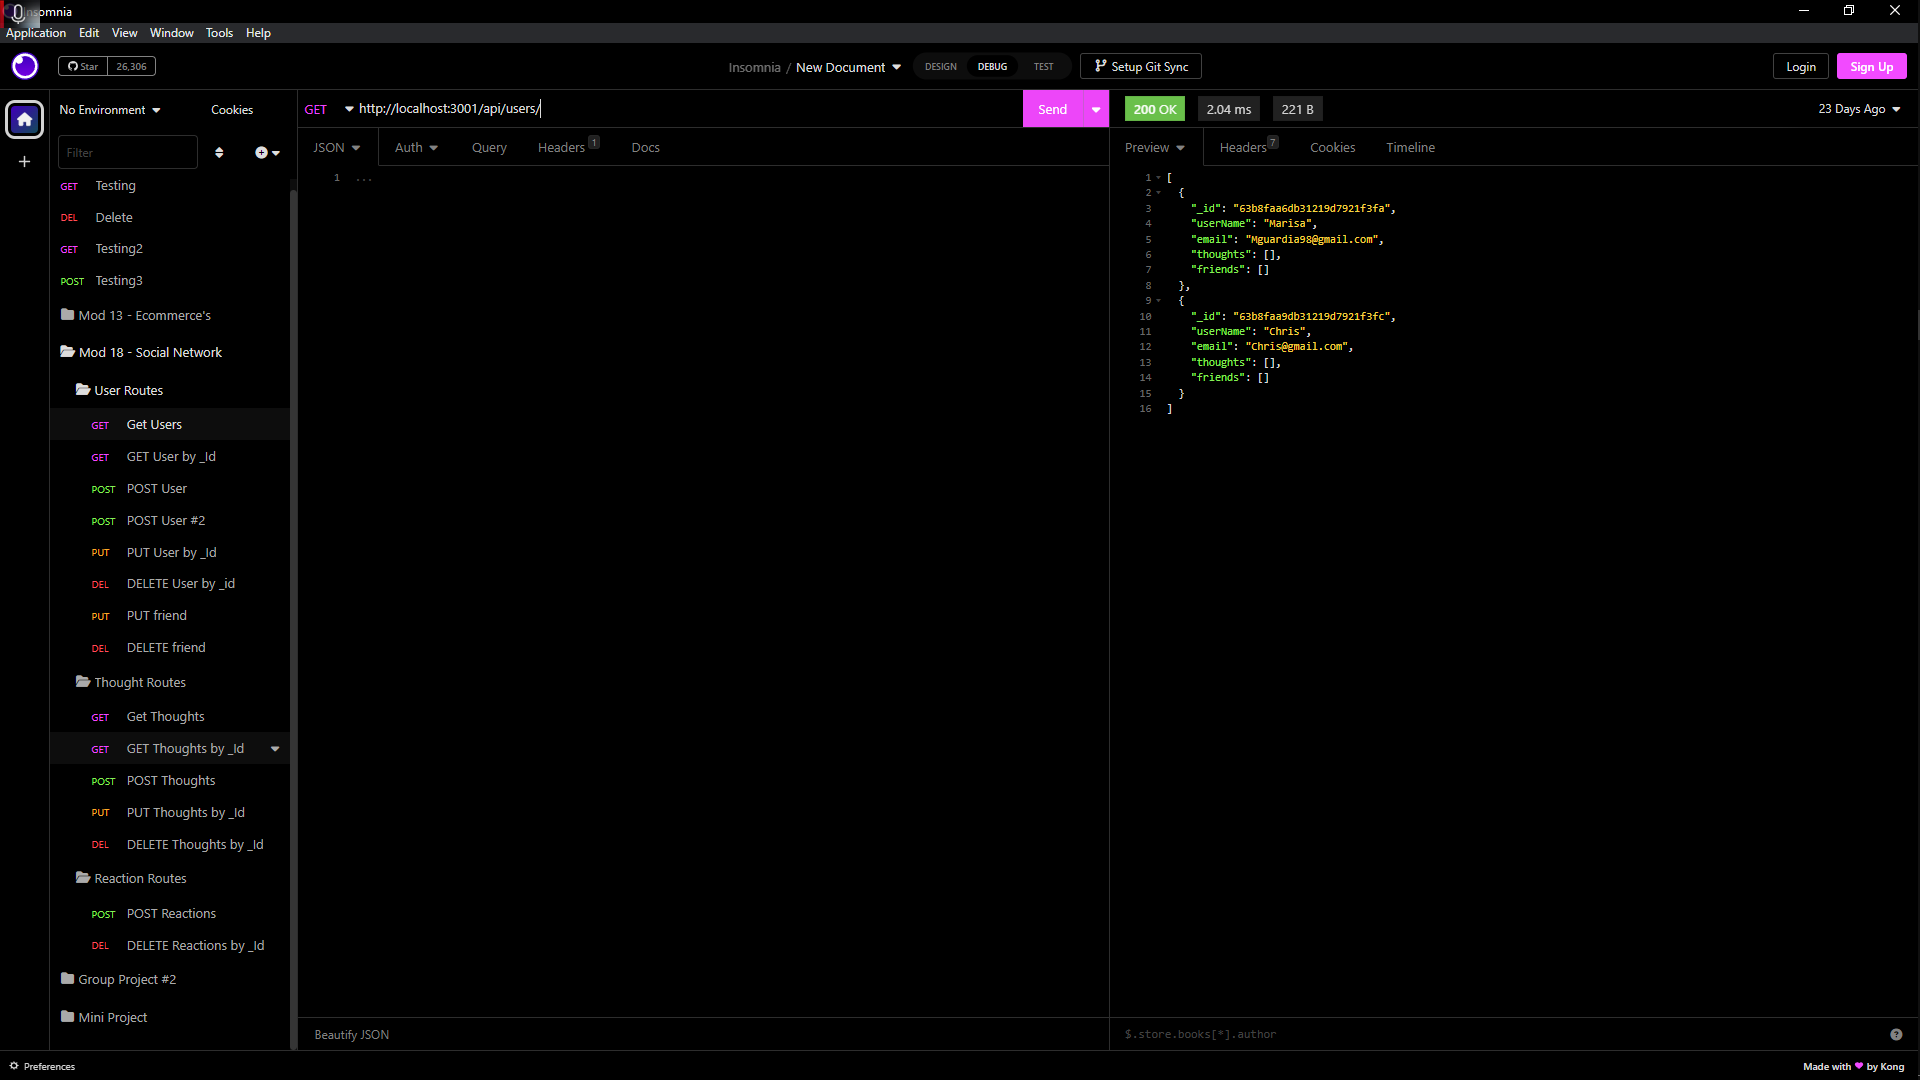 Insomnia
Application Edit View Window Tools Help
Star 26,306
Insomnia / New Document
DESIGN DEBUG TEST
Setup Git Sync
Login Sign Up
No Environment Cookies
GET http://localhost:3001/api/users/
Send
200 OK 2.04 ms 221 B
23 Days Ago
Filter
JSON Auth Query Headers 1 Docs
Preview Headers 7 Cookies Timeline
GET Testing
DEL Delete
GET Testing2
POST Testing3
Mod 13 - Ecommerce's
Mod 18 - Social Network
User Routes
GET Get Users
GET GET User by _Id
POST POST User
POST POST User #2
PUT PUT User by _Id
DEL DELETE User by _id
PUT PUT friend
DEL DELETE friend
Thought Routes
GET Get Thoughts
GET GET Thoughts by _Id
POST POST Thoughts
PUT PUT Thoughts by _Id
DEL DELETE Thoughts by _Id
Reaction Routes
POST POST Reactions
DEL DELETE Reactions by _Id
Group Project #2
Mini Project
1 ...
1 [
2 {
3 "_id": "63b8faa6db31219d7921f3fa",
4 "userName": "Marisa",
5 "email": "Mguardia98@gmail.com",
6 "thoughts": [],
7 "friends": []
8 },
9 {
10 "_id": "63b8faa9db31219d7921f3fc",
11 "userName": "Chris",
12 "email": "Chris@gmail.com",
13 "thoughts": [],
14 "friends": []
15 }
16 ]
Beautify JSON
$.store.books[*].author
Preferences
Made with ♥ by Kong